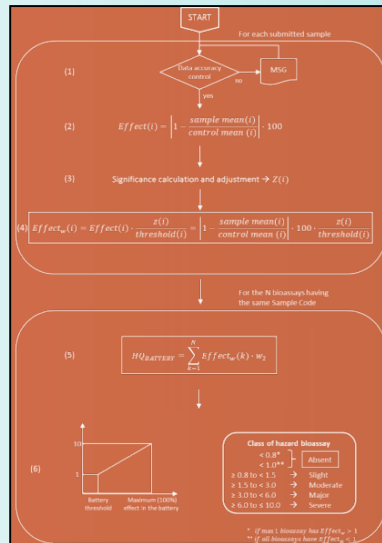 START
For each submitted sample
(1)
Data accuracy
control
no
MSG
yes
(2) Effect(i) = |1 − sample mean(i) / control mean (i)| · 100
(3) Significance calculation and adjustment → Z(i)
(4) Effect_w(i) = Effect(i) · z(i) / threshold(i) = |1 − sample mean(i) / control mean (i)| · 100 · z(i) / threshold(i)
For the N bioassays having
the same Sample Code
(5) HQ_BATTERY = ∑_{k=1}^{N} Effect_w(k) · w_2
(6)
10
1
Battery
threshold
Maximum (100%)
effect in the battery
Class of hazard bioassay
< 0.8*
< 1.0**
Absent
≥ 0.8 to < 1.5 → Slight
≥ 1.5 to < 3.0 → Moderate
≥ 3.0 to < 6.0 → Major
≥ 6.0 to < 10.0 → Severe
* if max 1 bioassay has Effect_w > 1
** if all bioassays have Effect_w < 1